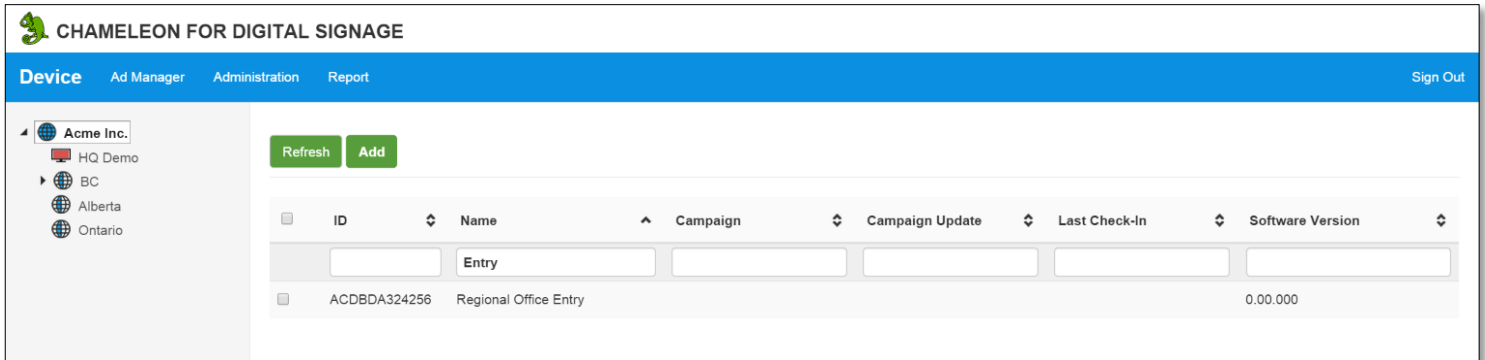 CHAMELEON FOR DIGITAL SIGNAGE
Device Ad Manager Administration Report Sign Out
Acme Inc.
HQ Demo
BC
Alberta
Ontario
Refresh Add
ID Name Campaign Campaign Update Last Check-In Software Version
Entry
ACDBDA324256 Regional Office Entry 0.00.000